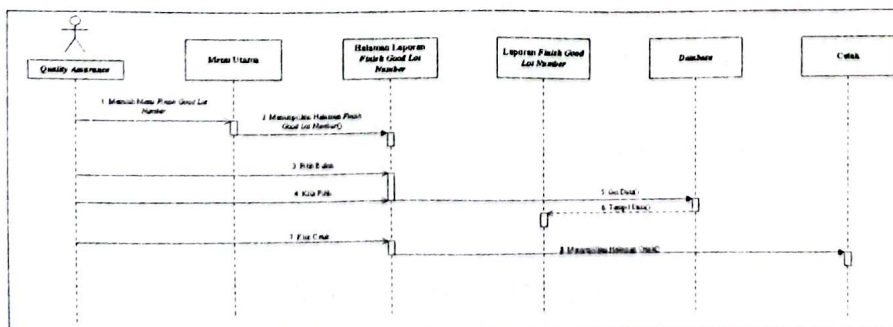 Quality Assurance
Menu Utama
Halaman Laporan
Finish Good Lot
Number
Laporan Finish Good
Lot Number
Database
Cetak
1. Memilih Menu Finish Good Lot
Number
2. Menampilkan Halaman Finish
Good Lot Number()
3. Pilih Bulan
4. Klik Pilih
5. Get Data()
6. Tampil Data()
7. Klik Cetak
8. Menampilkan Halaman Cetak()